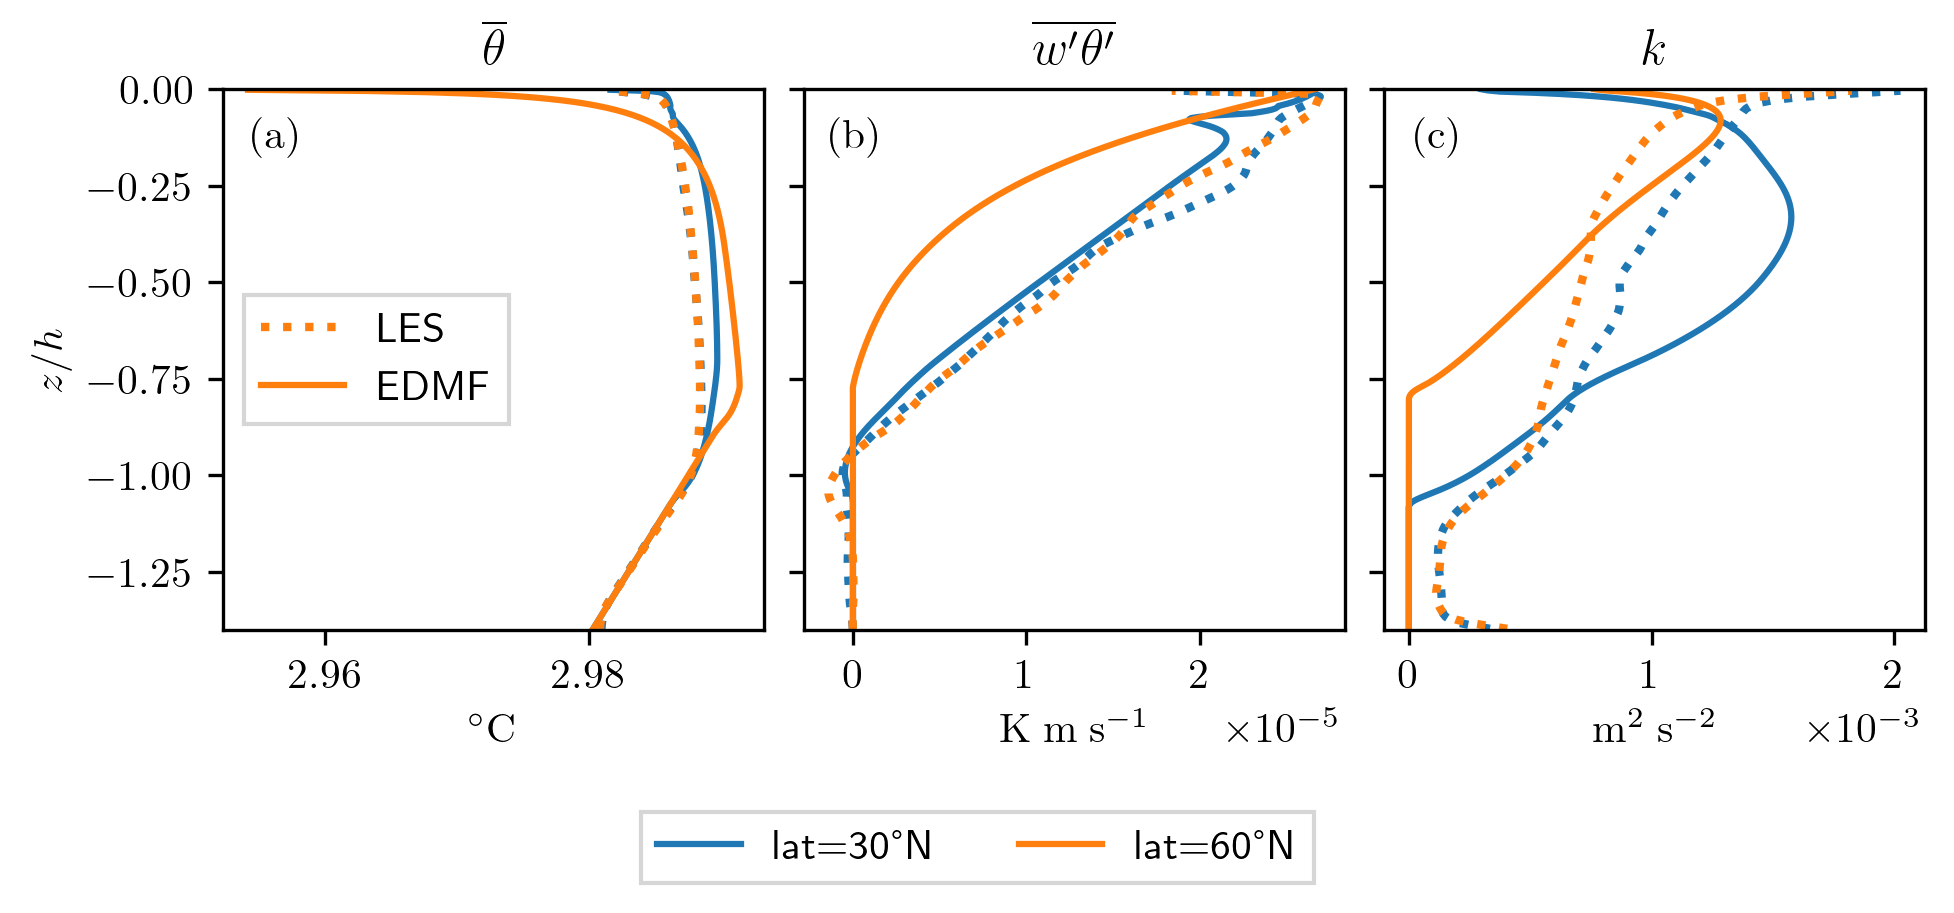 θ̅
w′θ′̅
k
0.00
−0.25
−0.50
−0.75
−1.00
−1.25
z/h
(a)
(b)
(c)
LES
EDMF
2.96 2.98
0 1 2
0 1 2
°C
K m s⁻¹ ×10⁻⁵
m² s⁻² ×10⁻³
lat=30°N lat=60°N